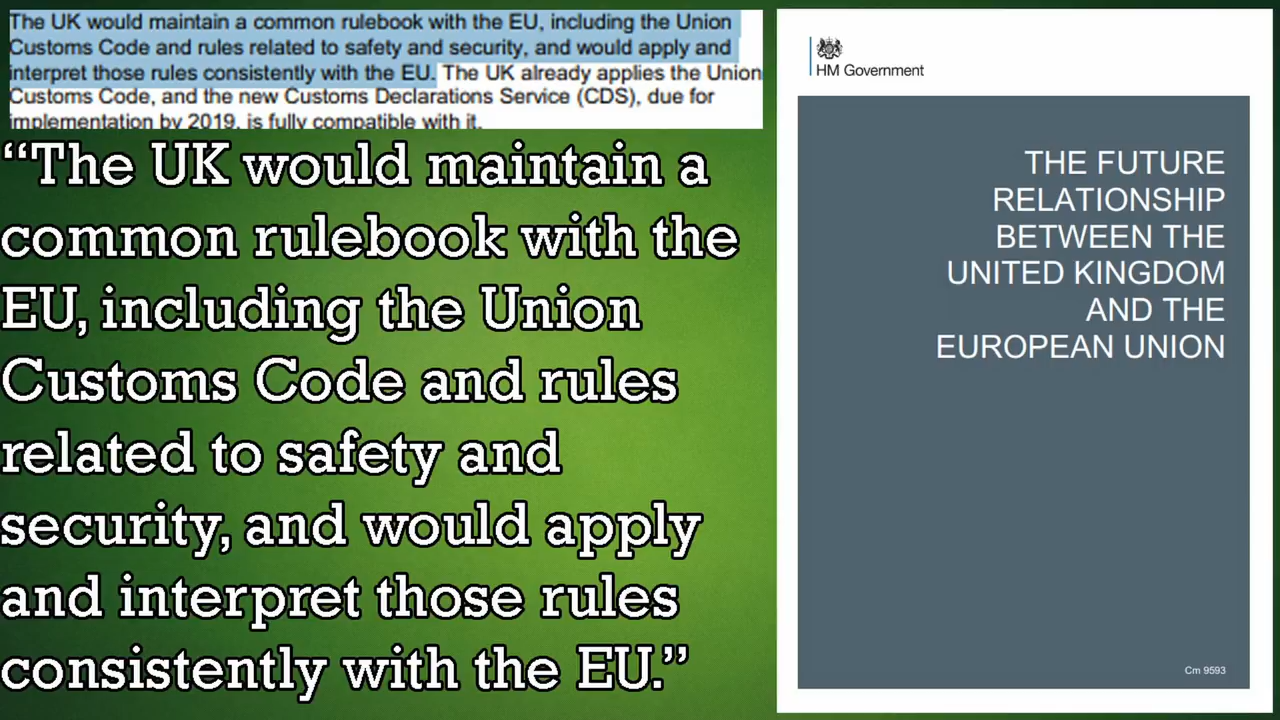 The UK would maintain a common rulebook with the EU, including the Union
Customs Code and rules related to safety and security, and would apply and
interpret those rules consistently with the EU. The UK already applies the Union
Customs Code, and the new Customs Declarations Service (CDS), due for
implementation by 2019, is fully compatible with it.
“The UK would maintain a
common rulebook with the
EU, including the Union
Customs Code and rules
related to safety and
security, and would apply
and interpret those rules
consistently with the EU.”
HM Government
THE FUTURE
RELATIONSHIP
BETWEEN THE
UNITED KINGDOM
AND THE
EUROPEAN UNION
Cm 9593